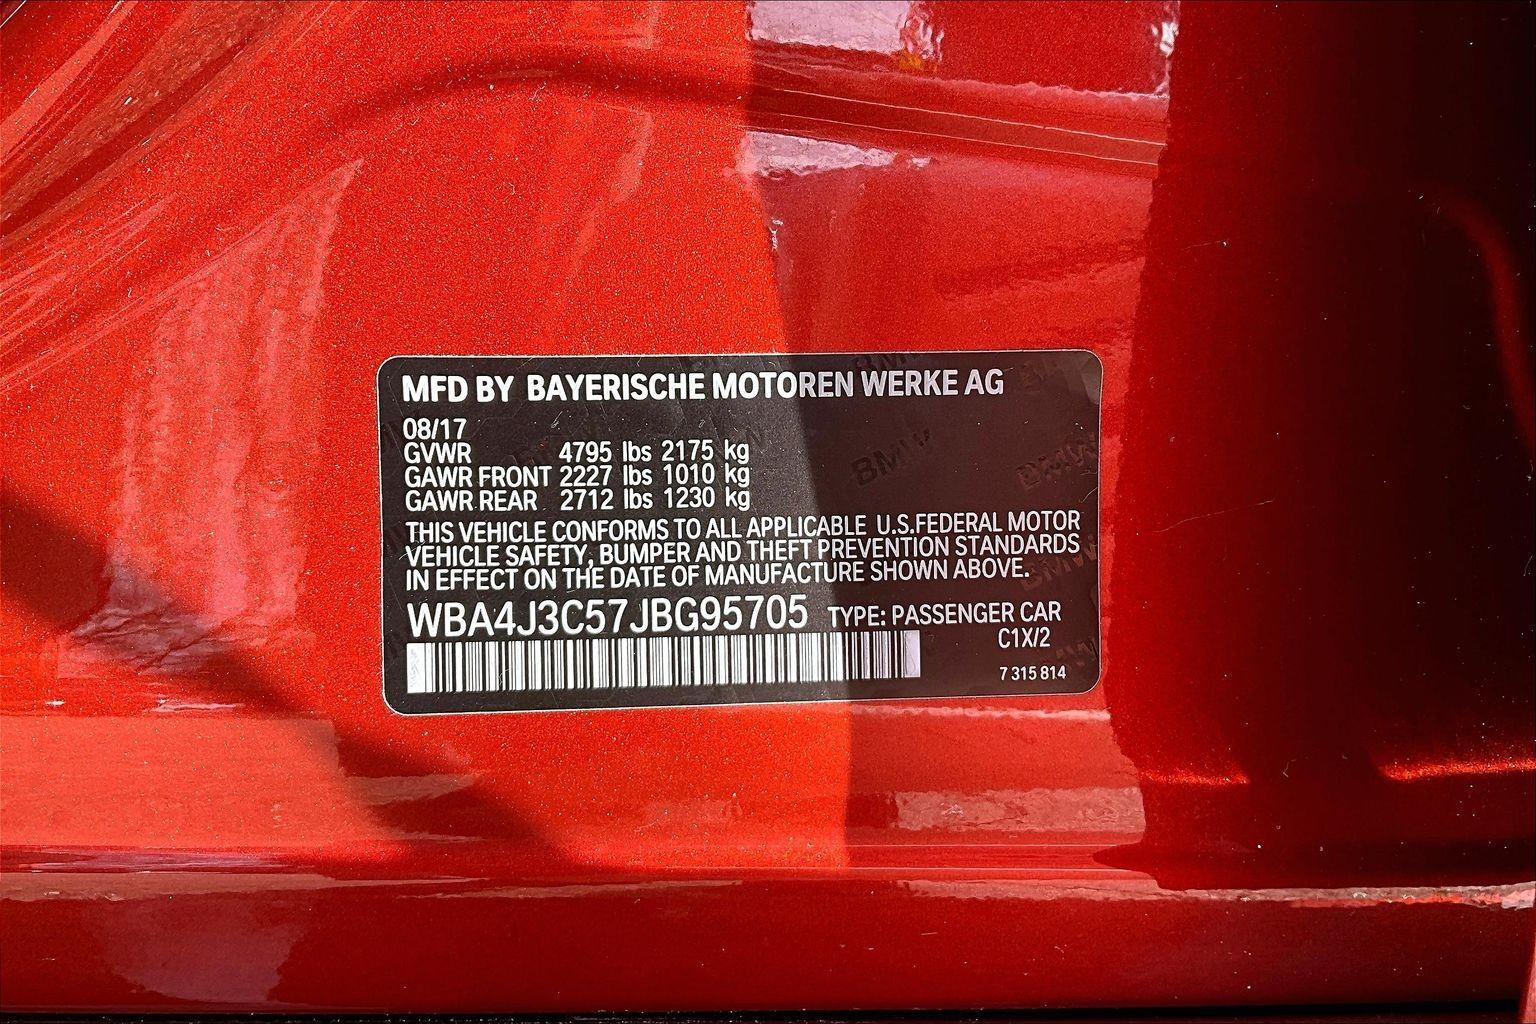 MFD BY BAYERISCHE MOTOREN WERKE AG
08/17
GVWR 4795 lbs 2175 kg
GAWR FRONT 2227 lbs 1010 kg
GAWR REAR 2712 lbs 1230 kg
THIS VEHICLE CONFORMS TO ALL APPLICABLE U.S.FEDERAL MOTOR
VEHICLE SAFETY, BUMPER AND THEFT PREVENTION STANDARDS
IN EFFECT ON THE DATE OF MANUFACTURE SHOWN ABOVE.
WBA4J3C57JBG95705 TYPE: PASSENGER CAR
C1X/2
7 315 814
BMW
BMW